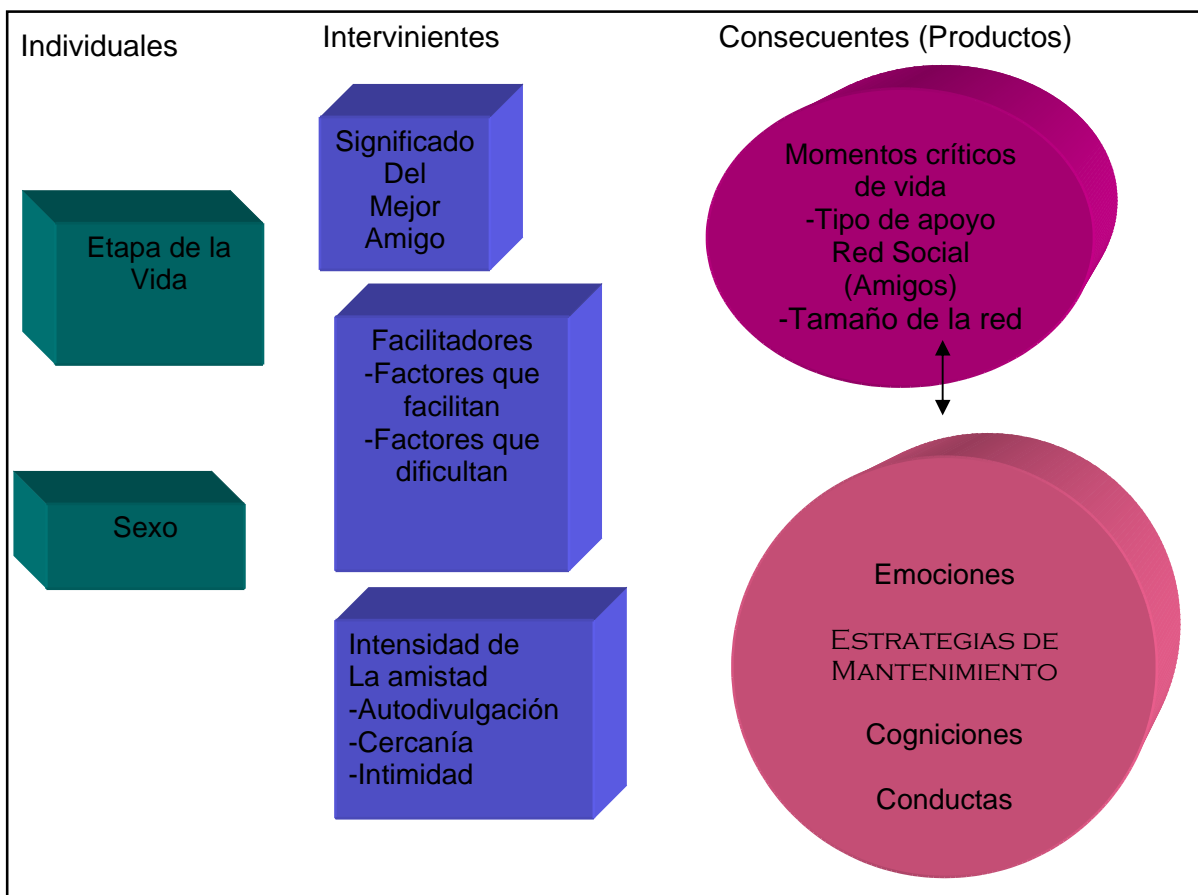 Individuales
Intervinientes
Consecuentes (Productos)
Etapa de la
Vida
Sexo
Significado
Del
Mejor
Amigo
Facilitadores
-Factores que
facilitan
-Factores que
dificultan
Intensidad de
La amistad
-Autodivulgación
-Cercanía
-Intimidad
Momentos críticos
de vida
-Tipo de apoyo
Red Social
(Amigos)
-Tamaño de la red
Emociones
ESTRATEGIAS DE
MANTENIMIENTO
Cogniciones
Conductas